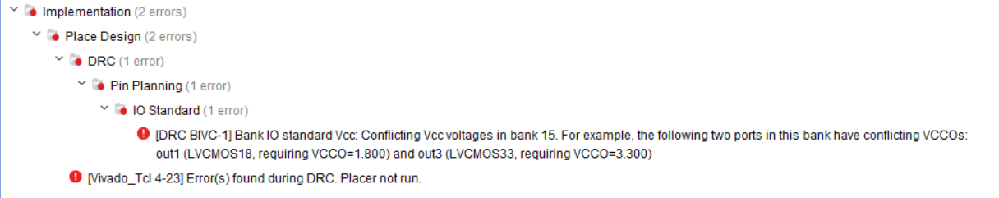 Implementation (2 errors)
Place Design (2 errors)
DRC (1 error)
Pin Planning (1 error)
IO Standard (1 error)
[DRC BIVC-1] Bank IO standard Vcc: Conflicting Vcc voltages in bank 15. For example, the following two ports in this bank have conflicting VCCOs:
out1 (LVCMOS18, requiring VCCO=1.800) and out3 (LVCMOS33, requiring VCCO=3.300)
[Vivado_Tcl 4-23] Error(s) found during DRC. Placer not run.